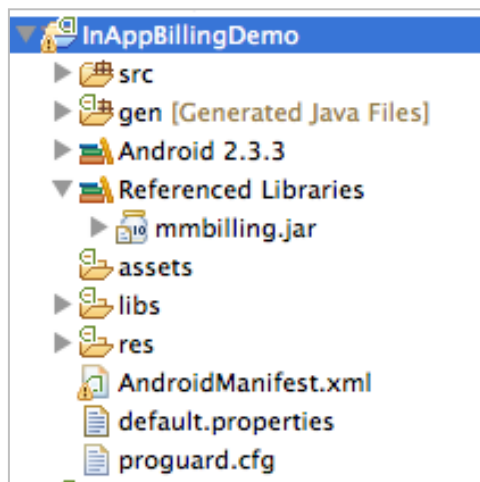 InAppBillingDemo
src
gen [Generated Java Files]
Android 2.3.3
Referenced Libraries
mmbilling.jar
assets
libs
res
AndroidManifest.xml
default.properties
proguard.cfg